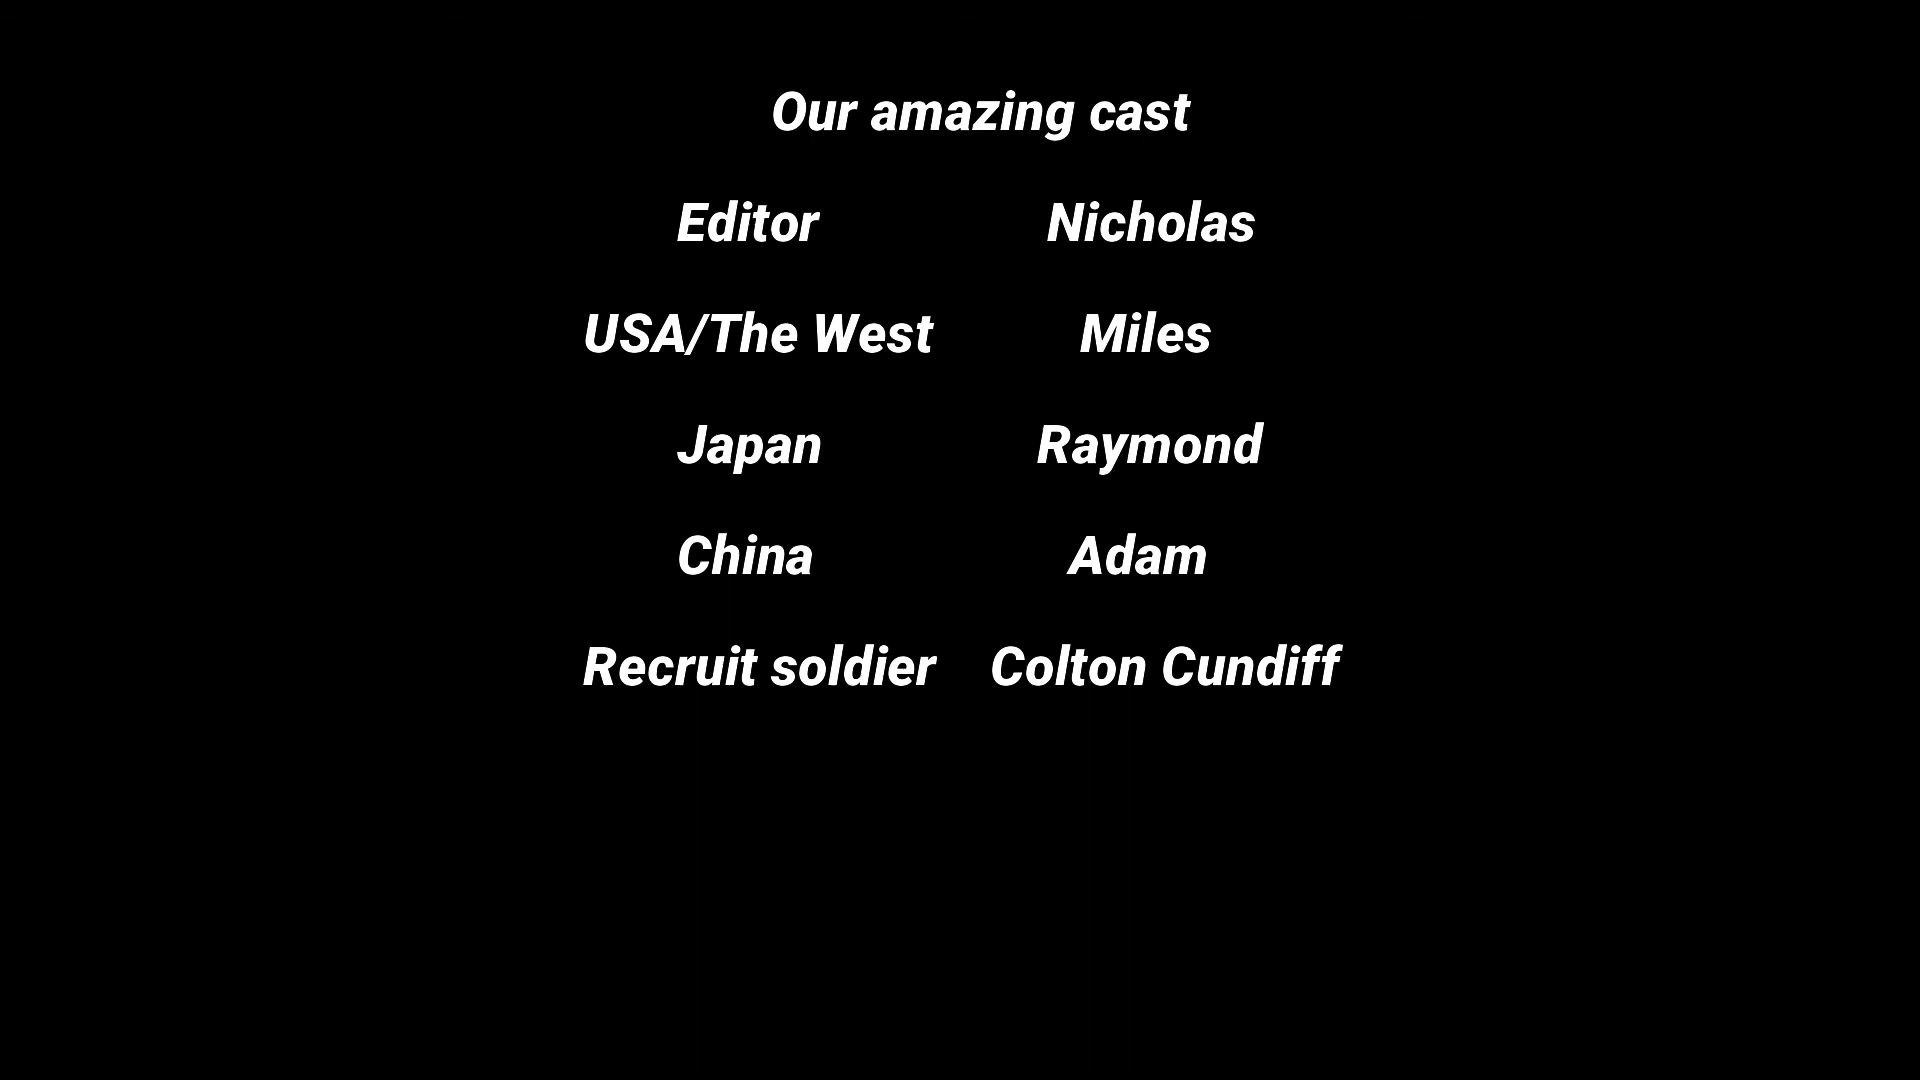 Our amazing cast
Editor Nicholas
USA/The West Miles
Japan Raymond
China Adam
Recruit soldier Colton Cundiff